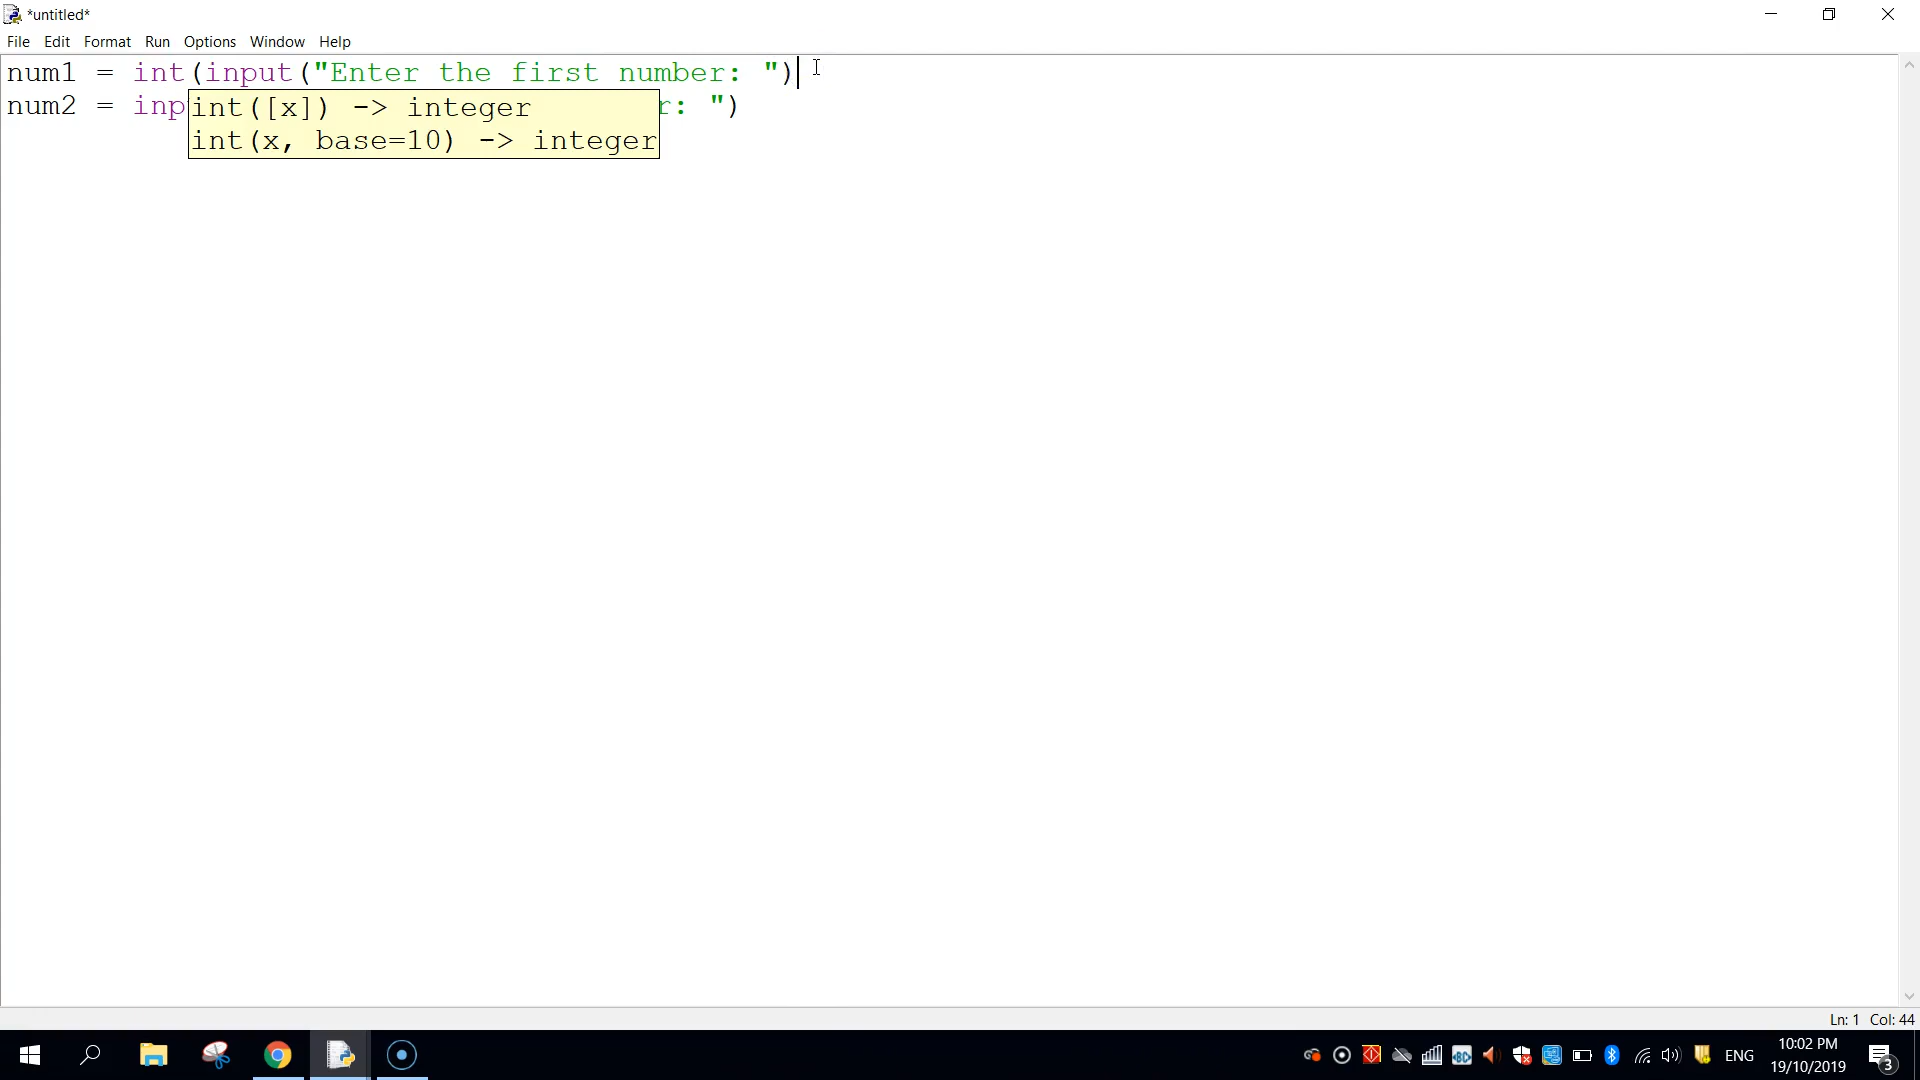 *untitled*
File Edit Format Run Options Window Help
num1 = int(input("Enter the first number: ")
num2 = inp r: ")
int([x]) -> integer
int(x, base=10) -> integer
Ln: 1 Col: 44
ENG
10:02 PM
19/10/2019
3